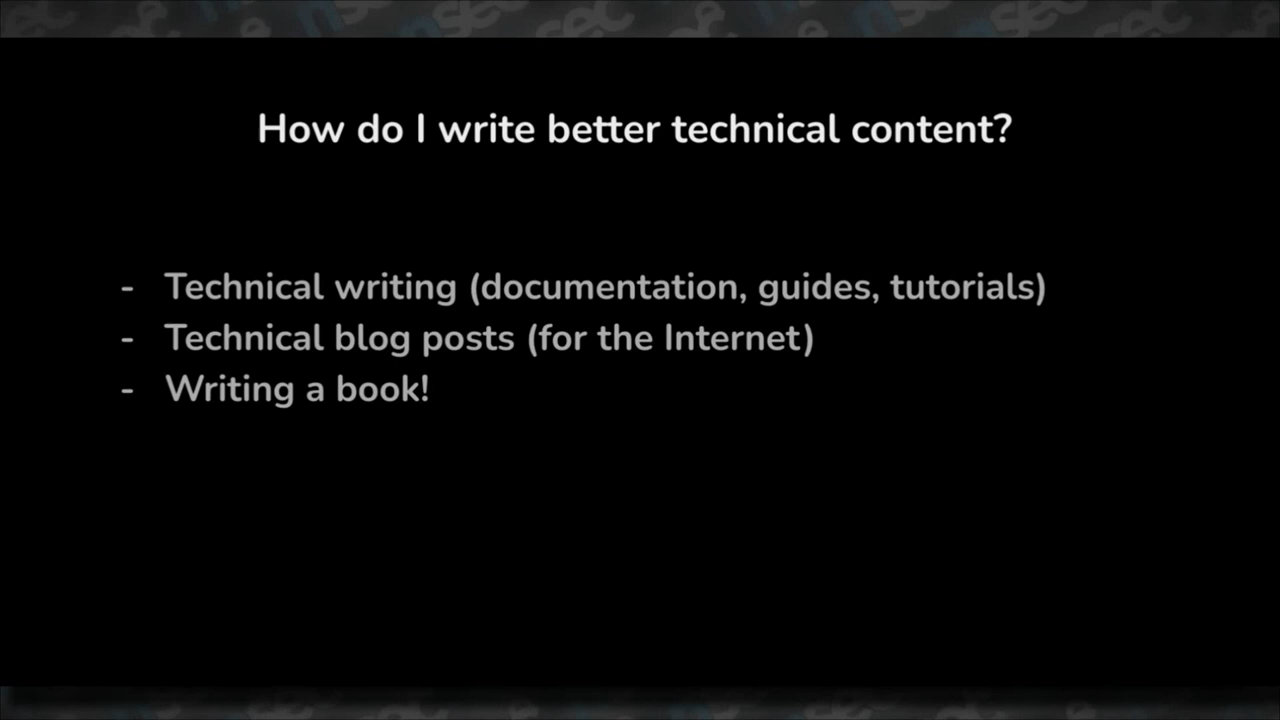 How do I write better technical content?
- Technical writing (documentation, guides, tutorials)
- Technical blog posts (for the Internet)
- Writing a book!